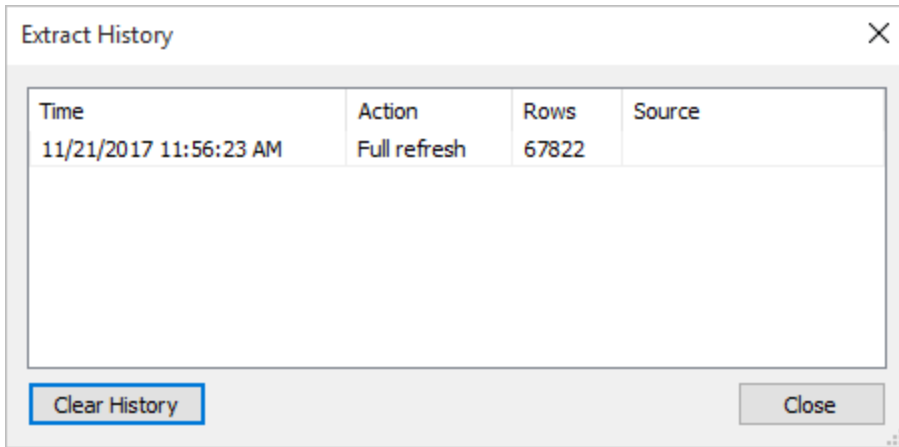 Extract History
Time Action Rows Source
11/21/2017 11:56:23 AM Full refresh 67822
Clear History Close